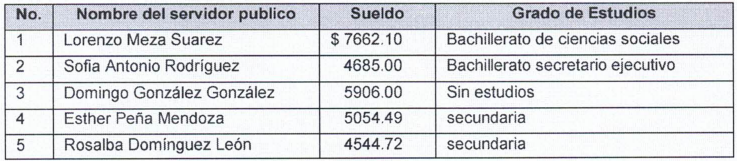 No. Nombre del servidor publico Sueldo Grado de Estudios
1 Lorenzo Meza Suarez $ 7662.10 Bachillerato de ciencias sociales
2 Sofia Antonio Rodríguez 4685.00 Bachillerato secretario ejecutivo
3 Domingo González González 5906.00 Sin estudios
4 Esther Peña Mendoza 5054.49 secundaria
5 Rosalba Domínguez León 4544.72 secundaria